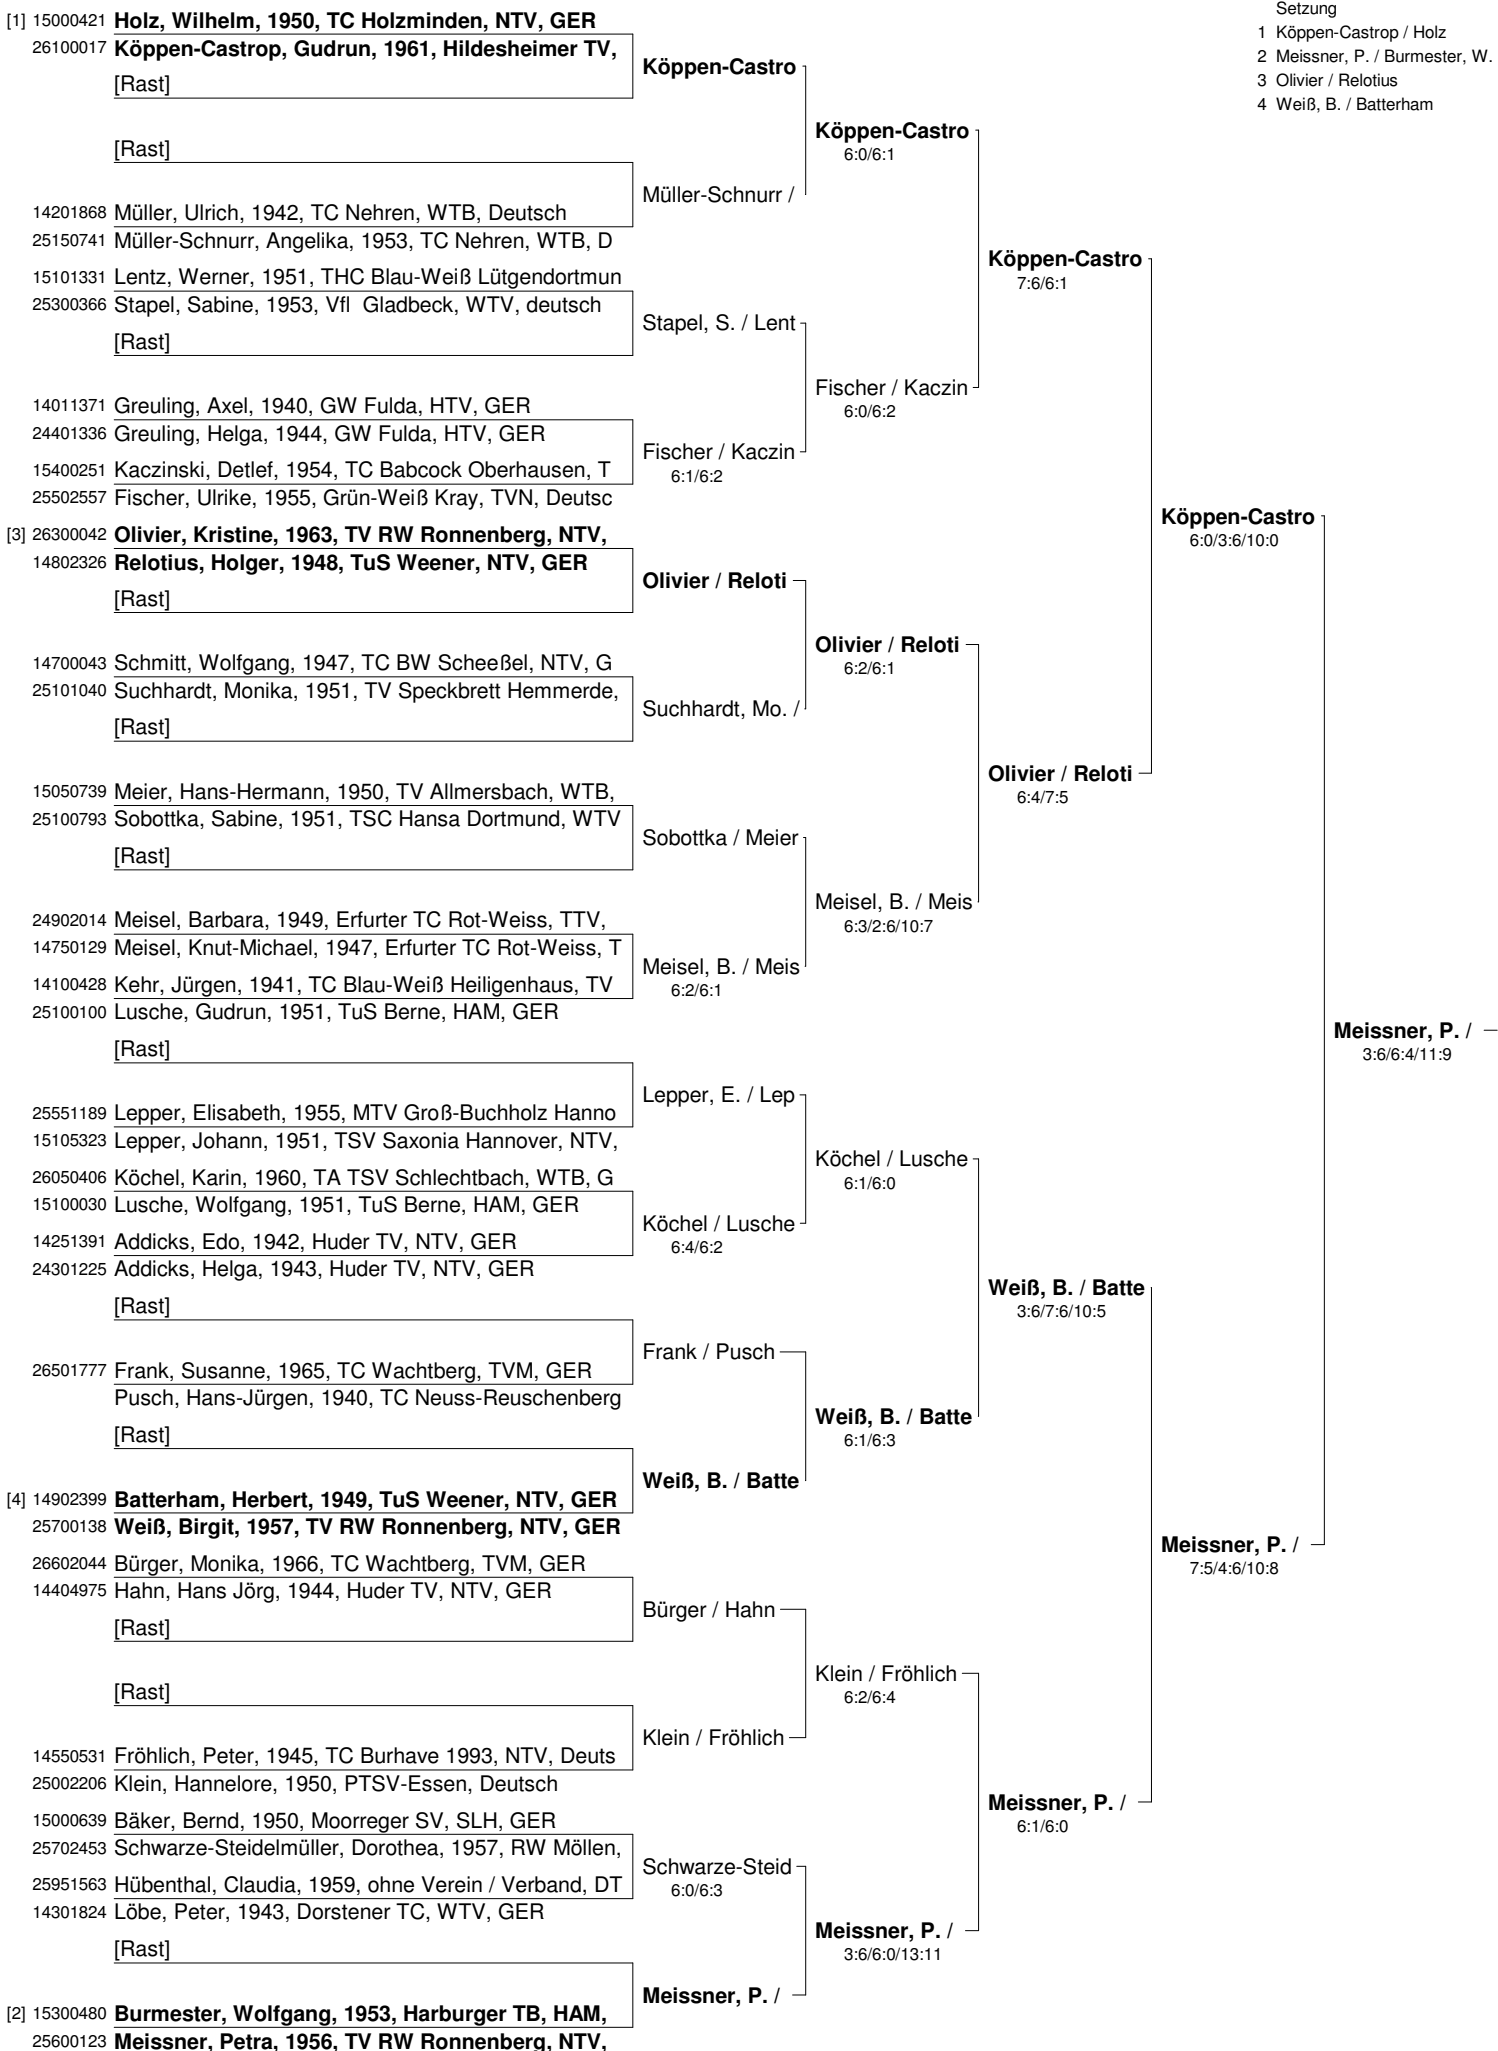 Setzung
1 Köppen-Castrop / Holz
2 Meissner, P. / Burmester, W.
3 Olivier / Relotius
4 Weiß, B. / Batterham
[1] 15000421 Holz, Wilhelm, 1950, TC Holzminden, NTV, GER
26100017 Köppen-Castrop, Gudrun, 1961, Hildesheimer TV,
[Rast]
[Rast]
14201868 Müller, Ulrich, 1942, TC Nehren, WTB, Deutsch
25150741 Müller-Schnurr, Angelika, 1953, TC Nehren, WTB, D
15101331 Lentz, Werner, 1951, THC Blau-Weiß Lütgendortmun
25300366 Stapel, Sabine, 1953, Vfl Gladbeck, WTV, deutsch
[Rast]
14011371 Greuling, Axel, 1940, GW Fulda, HTV, GER
24401336 Greuling, Helga, 1944, GW Fulda, HTV, GER
15400251 Kaczinski, Detlef, 1954, TC Babcock Oberhausen, T
25502557 Fischer, Ulrike, 1955, Grün-Weiß Kray, TVN, Deutsc
[3] 26300042 Olivier, Kristine, 1963, TV RW Ronnenberg, NTV,
14802326 Relotius, Holger, 1948, TuS Weener, NTV, GER
[Rast]
14700043 Schmitt, Wolfgang, 1947, TC BW Scheeßel, NTV, G
25101040 Suchhardt, Monika, 1951, TV Speckbrett Hemmerde,
[Rast]
15050739 Meier, Hans-Hermann, 1950, TV Allmersbach, WTB,
25100793 Sobottka, Sabine, 1951, TSC Hansa Dortmund, WTV
[Rast]
24902014 Meisel, Barbara, 1949, Erfurter TC Rot-Weiss, TTV,
14750129 Meisel, Knut-Michael, 1947, Erfurter TC Rot-Weiss, T
14100428 Kehr, Jürgen, 1941, TC Blau-Weiß Heiligenhaus, TV
25100100 Lusche, Gudrun, 1951, TuS Berne, HAM, GER
[Rast]
25551189 Lepper, Elisabeth, 1955, MTV Groß-Buchholz Hanno
15105323 Lepper, Johann, 1951, TSV Saxonia Hannover, NTV,
26050406 Köchel, Karin, 1960, TA TSV Schlechtbach, WTB, G
15100030 Lusche, Wolfgang, 1951, TuS Berne, HAM, GER
14251391 Addicks, Edo, 1942, Huder TV, NTV, GER
24301225 Addicks, Helga, 1943, Huder TV, NTV, GER
[Rast]
26501777 Frank, Susanne, 1965, TC Wachtberg, TVM, GER
Pusch, Hans-Jürgen, 1940, TC Neuss-Reuschenberg
[Rast]
[4] 14902399 Batterham, Herbert, 1949, TuS Weener, NTV, GER
25700138 Weiß, Birgit, 1957, TV RW Ronnenberg, NTV, GER
26602044 Bürger, Monika, 1966, TC Wachtberg, TVM, GER
14404975 Hahn, Hans Jörg, 1944, Huder TV, NTV, GER
[Rast]
[Rast]
14550531 Fröhlich, Peter, 1945, TC Burhave 1993, NTV, Deuts
25002206 Klein, Hannelore, 1950, PTSV-Essen, Deutsch
15000639 Bäker, Bernd, 1950, Moorreger SV, SLH, GER
25702453 Schwarze-Steidelmüller, Dorothea, 1957, RW Möllen,
25951563 Hübenthal, Claudia, 1959, ohne Verein / Verband, DT
14301824 Löbe, Peter, 1943, Dorstener TC, WTV, GER
[Rast]
[2] 15300480 Burmester, Wolfgang, 1953, Harburger TB, HAM,
25600123 Meissner, Petra, 1956, TV RW Ronnenberg, NTV,
Köppen-Castro
Müller-Schnurr /
Stapel, S. / Lent
Fischer / Kaczin
6:1/6:2
Olivier / Reloti
Suchhardt, Mo. /
Sobottka / Meier
Meisel, B. / Meis
6:2/6:1
Lepper, E. / Lep
Köchel / Lusche
6:4/6:2
Frank / Pusch
Weiß, B. / Batte
Bürger / Hahn
Klein / Fröhlich
Schwarze-Steid
6:0/6:3
Meissner, P. /
Köppen-Castro
6:0/6:1
Fischer / Kaczin
6:0/6:2
Olivier / Reloti
6:2/6:1
Meisel, B. / Meis
6:3/2:6/10:7
Köchel / Lusche
6:1/6:0
Weiß, B. / Batte
6:1/6:3
Klein / Fröhlich
6:2/6:4
Meissner, P. /
3:6/6:0/13:11
Köppen-Castro
7:6/6:1
Olivier / Reloti
6:4/7:5
Weiß, B. / Batte
3:6/7:6/10:5
Meissner, P. /
6:1/6:0
Köppen-Castro
6:0/3:6/10:0
Meissner, P. /
7:5/4:6/10:8
Meissner, P. /
3:6/6:4/11:9